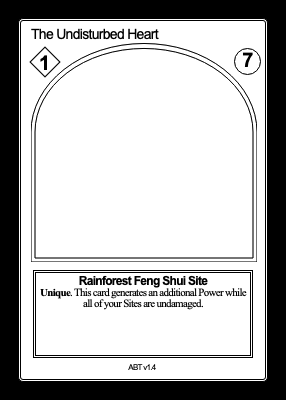 The Undisturbed Heart
1
7
Rainforest Feng Shui Site
Unique. This card generates an additional Power while
all of your Sites are undamaged.
ABT v1.4